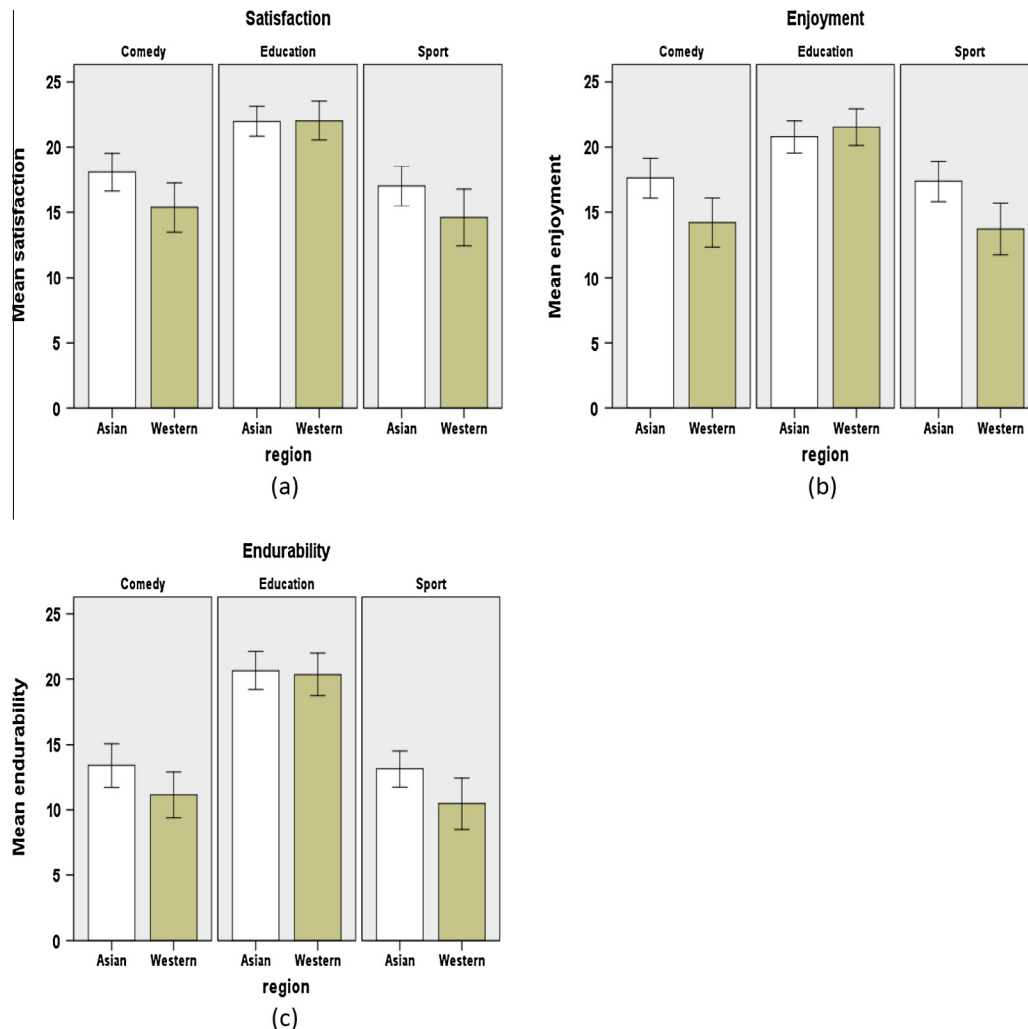 Satisfaction
Comedy Education Sport
Mean satisfaction
25
20
15
10
5
0
Asian Western Asian Western Asian Western
region
(a)
Enjoyment
Comedy Education Sport
Mean enjoyment
25
20
15
10
5
0
Asian Western Asian Western Asian Western
region
(b)
Endurability
Comedy Education Sport
Mean endurability
25
20
15
10
5
0
Asian Western Asian Western Asian Western
region
(c)